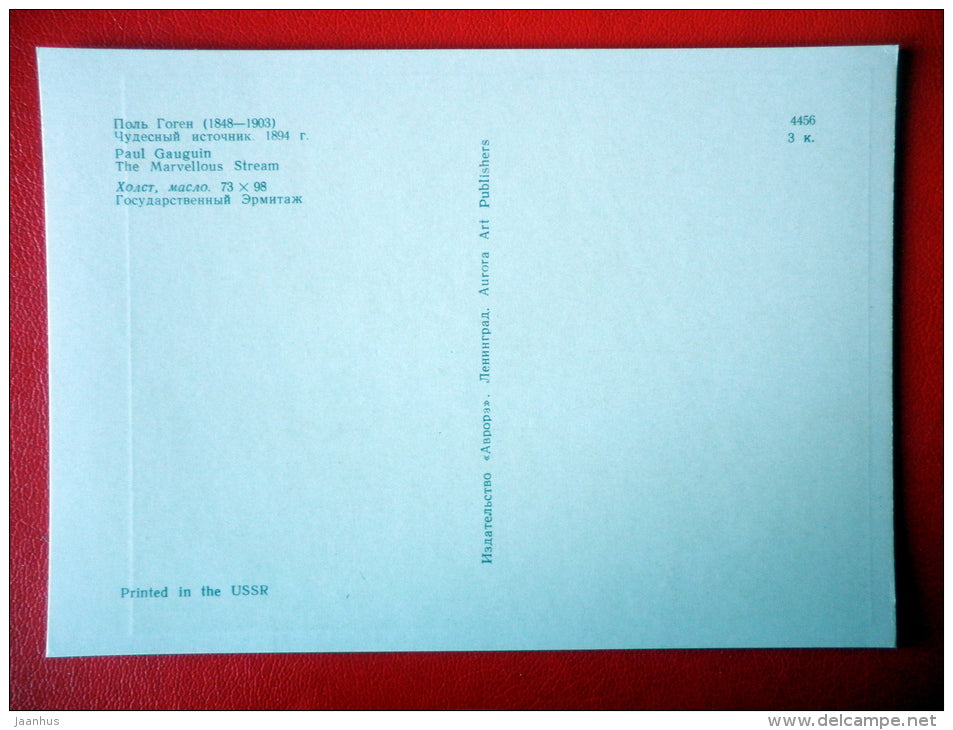 Поль Гоген (1848—1903)
Чудесный источник. 1894 г.
Paul Gauguin
The Marvellous Stream
Холст, масло. 73 × 98
Государственный Эрмитаж
4456
3 к.
Издательство «Аврора». Ленинград. Aurora Art Publishers
Printed in the USSR
jaanhus
www.delcampe.net